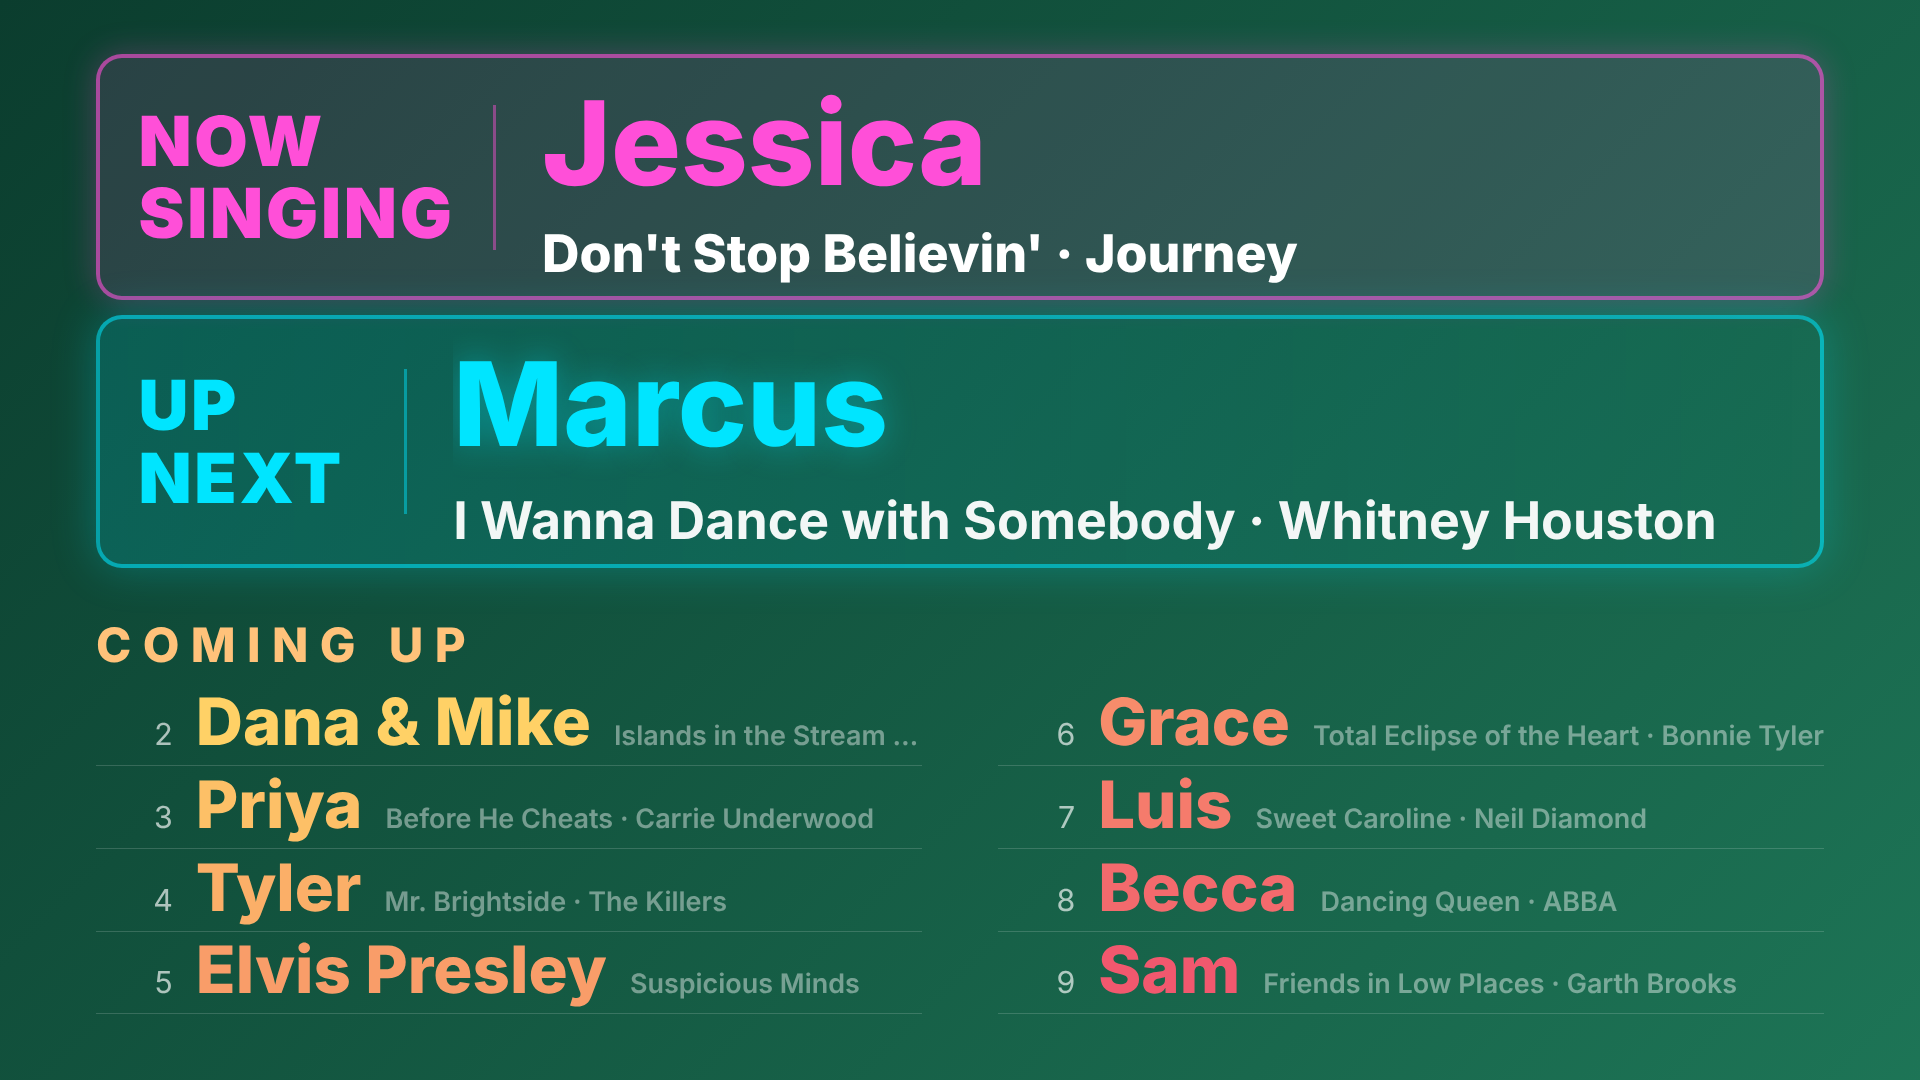 NOW
SINGING
Jessica
Don't Stop Believin' · Journey
UP
NEXT
Marcus
I Wanna Dance with Somebody · Whitney Houston
COMING UP
2 Dana & Mike Islands in the Stream ...
3 Priya Before He Cheats · Carrie Underwood
4 Tyler Mr. Brightside · The Killers
5 Elvis Presley Suspicious Minds
6 Grace Total Eclipse of the Heart · Bonnie Tyler
7 Luis Sweet Caroline · Neil Diamond
8 Becca Dancing Queen · ABBA
9 Sam Friends in Low Places · Garth Brooks